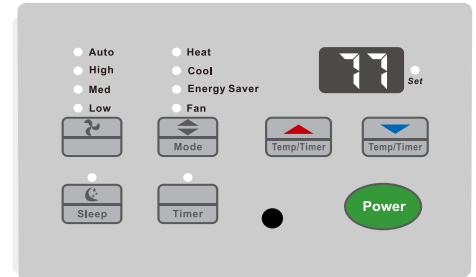 Auto
High
Med
Low
Heat
Cool
Energy Saver
Fan
77
Set
Mode
Temp/Timer
Temp/Timer
Sleep
Timer
Power